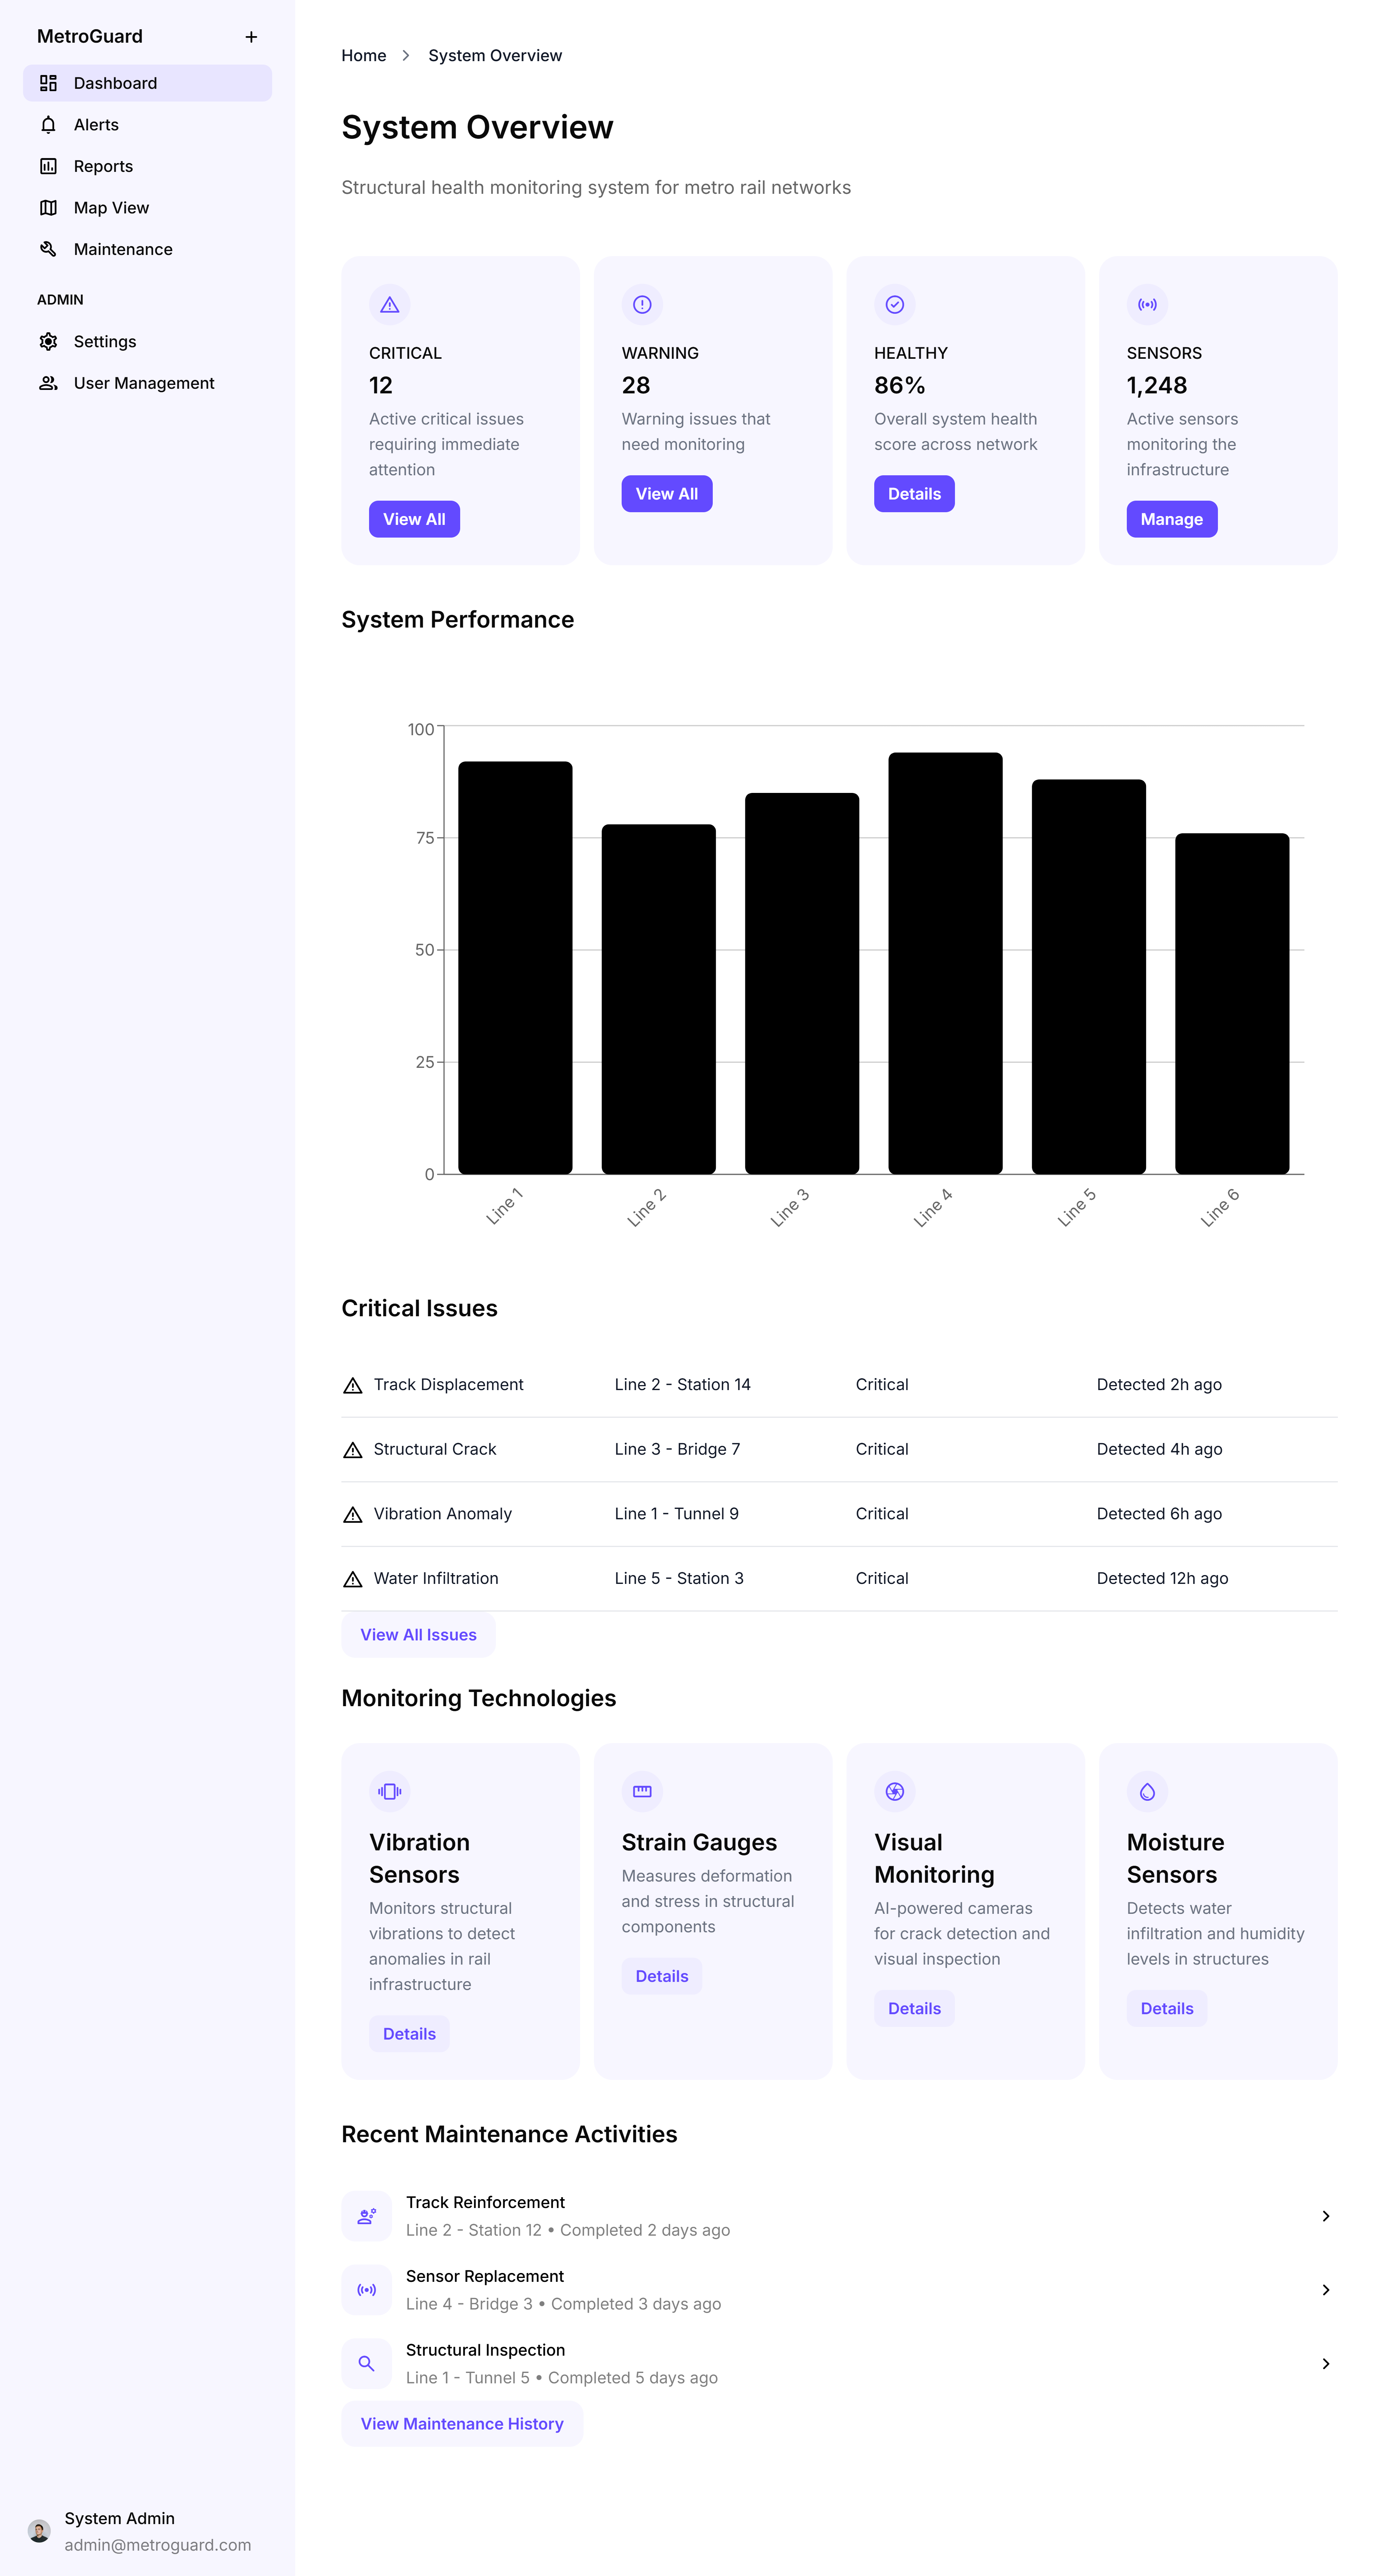 MetroGuard
Dashboard
Alerts
Reports
Map View
Maintenance
ADMIN
Settings
User Management
System Admin
admin@metroguard.com
Home
System Overview
System Overview
Structural health monitoring system for metro rail networks
CRITICAL
12
Active critical issues
requiring immediate
attention
View All
WARNING
28
Warning issues that
need monitoring
View All
HEALTHY
86%
Overall system health
score across network
Details
SENSORS
1,248
Active sensors
monitoring the
infrastructure
Manage
System Performance
100
75
50
25
0
Line 1
Line 2
Line 3
Line 4
Line 5
Line 6
Critical Issues
Track Displacement Line 2 - Station 14 Critical Detected 2h ago
Structural Crack Line 3 - Bridge 7 Critical Detected 4h ago
Vibration Anomaly Line 1 - Tunnel 9 Critical Detected 6h ago
Water Infiltration Line 5 - Station 3 Critical Detected 12h ago
View All Issues
Monitoring Technologies
Vibration
Sensors
Monitors structural
vibrations to detect
anomalies in rail
infrastructure
Details
Strain Gauges
Measures deformation
and stress in structural
components
Details
Visual
Monitoring
AI-powered cameras
for crack detection and
visual inspection
Details
Moisture
Sensors
Detects water
infiltration and humidity
levels in structures
Details
Recent Maintenance Activities
Track Reinforcement
Line 2 - Station 12 • Completed 2 days ago
Sensor Replacement
Line 4 - Bridge 3 • Completed 3 days ago
Structural Inspection
Line 1 - Tunnel 5 • Completed 5 days ago
View Maintenance History